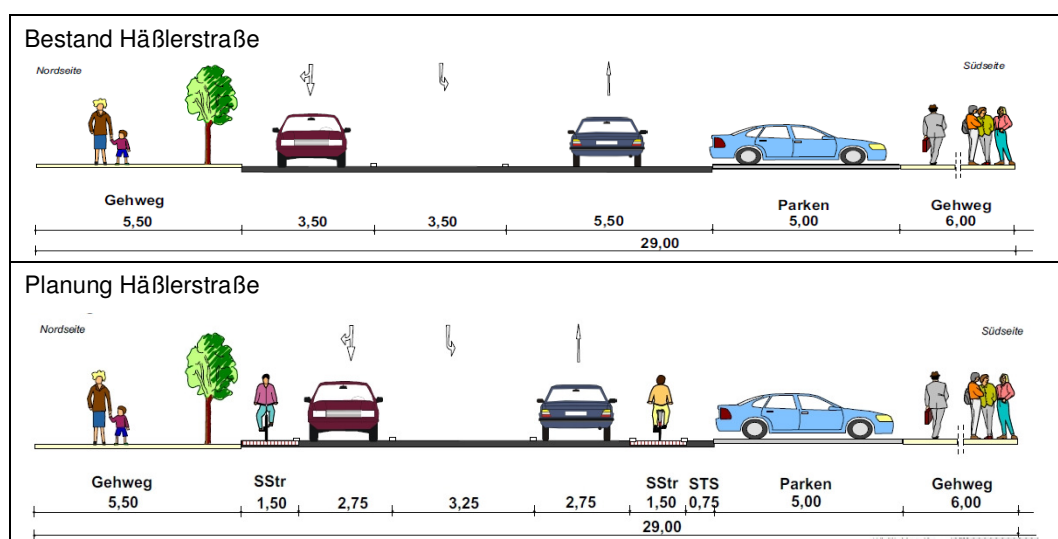 Bestand Häßlerstraße
Nordseite
Südseite
Gehweg Parken Gehweg
5,50 3,50 3,50 5,50 5,00 6,00
29,00
Planung Häßlerstraße
Nordseite
Südseite
Gehweg SStr SStr STS Parken Gehweg
5,50 1,50 2,75 3,25 2,75 1,50 0,75 5,00 6,00
29,00